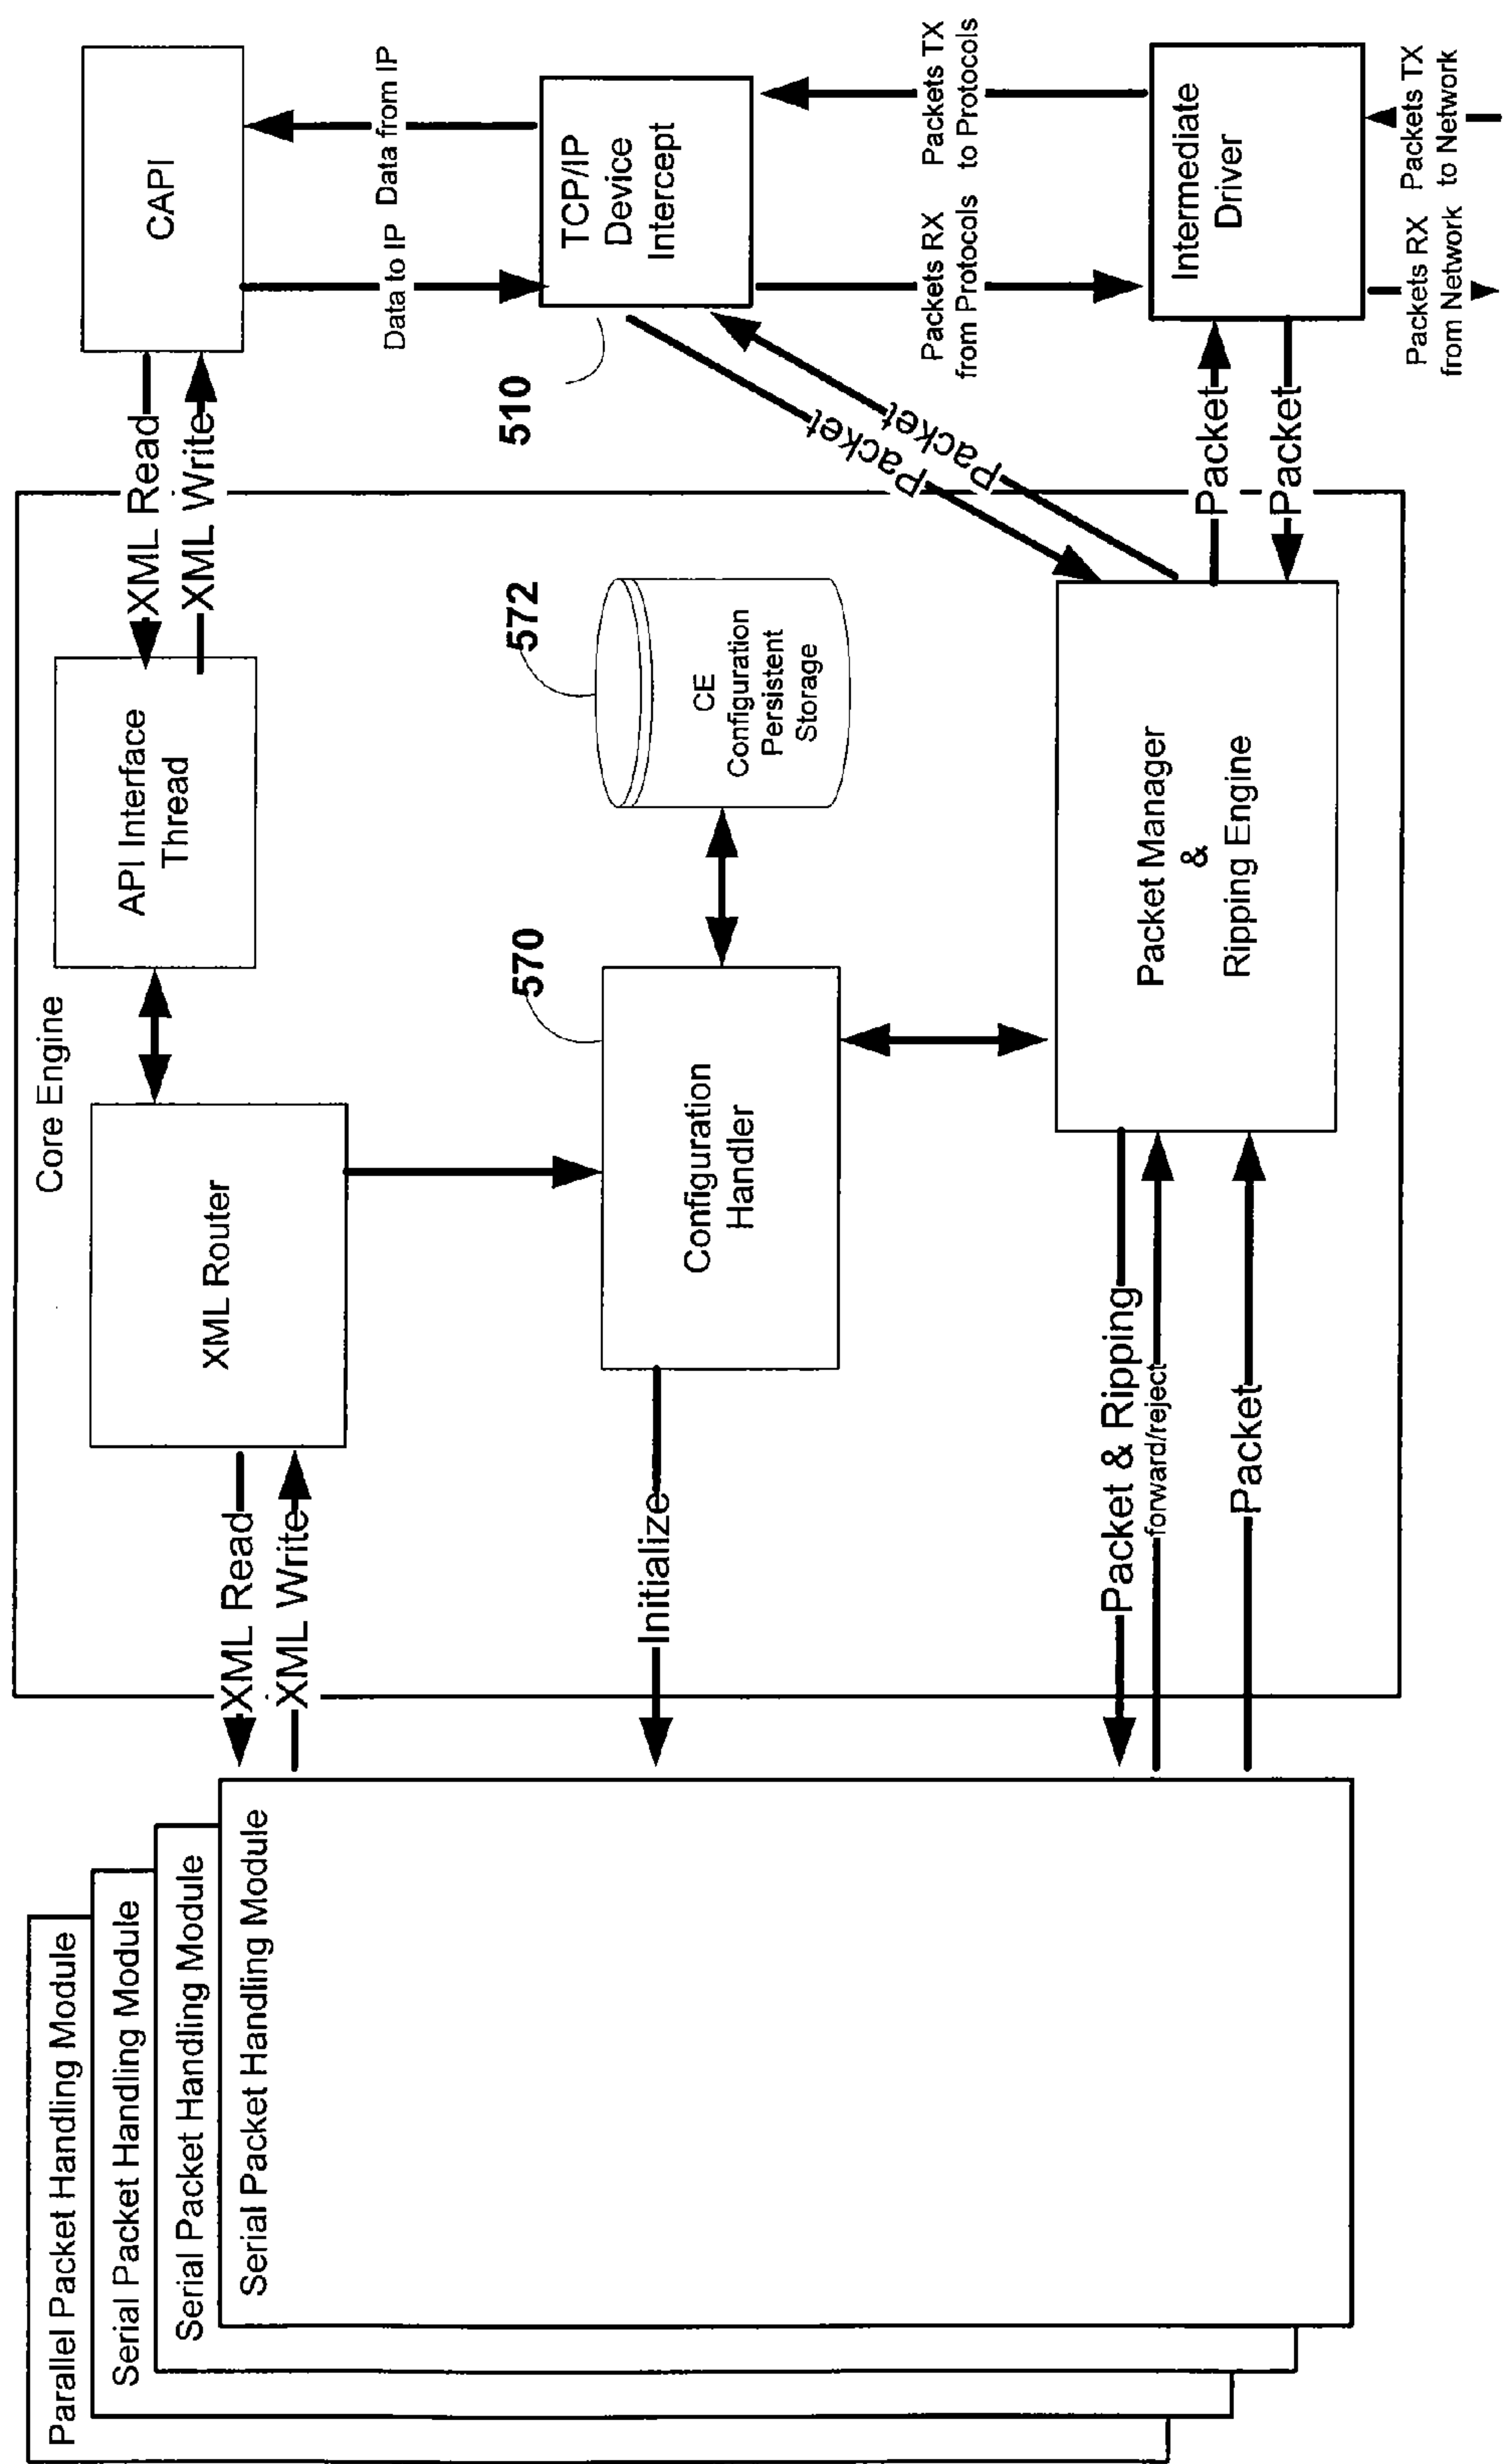 Parallel Packet Handling Module
Serial Packet Handling Module
Serial Packet Handling Module
Serial Packet Handling Module
XML Read
XML Write
Initialize
Packet & Ripping
forward/reject
Packet
Core Engine
XML Router
API Interface
Thread
570
Configuration
Handler
572
CE
Configuration
Persistent
Storage
Packet Manager
&
Ripping Engine
XML Read
XML Write
Packet
Packet
Packet
Packet
CAPI
Data to IP
Data from IP
510
TCP/IP
Device
Intercept
Packets RX
from Protocols
Packets TX
to Protocols
Intermediate
Driver
Packets RX
from Network
Packets TX
to Network